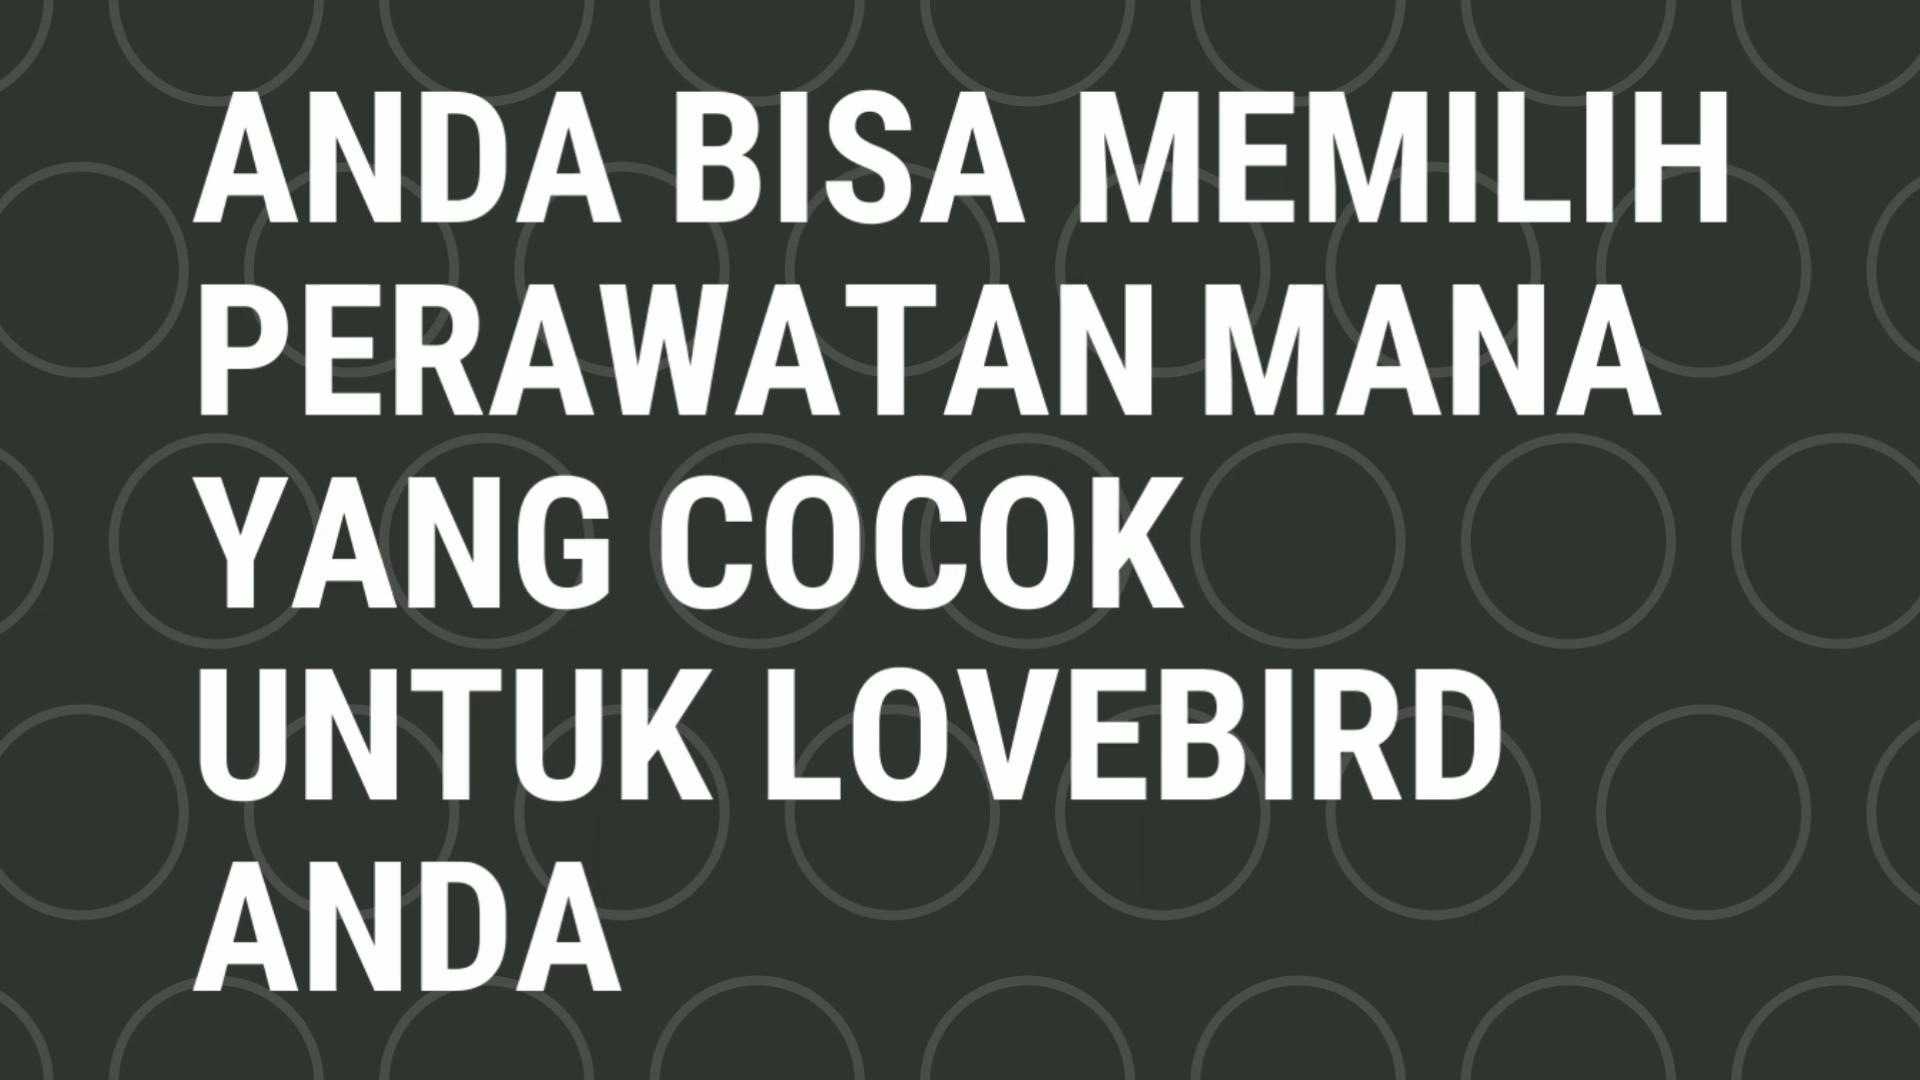 ANDA BISA MEMILIH
PERAWATAN MANA
YANG COCOK
UNTUK LOVEBIRD
ANDA